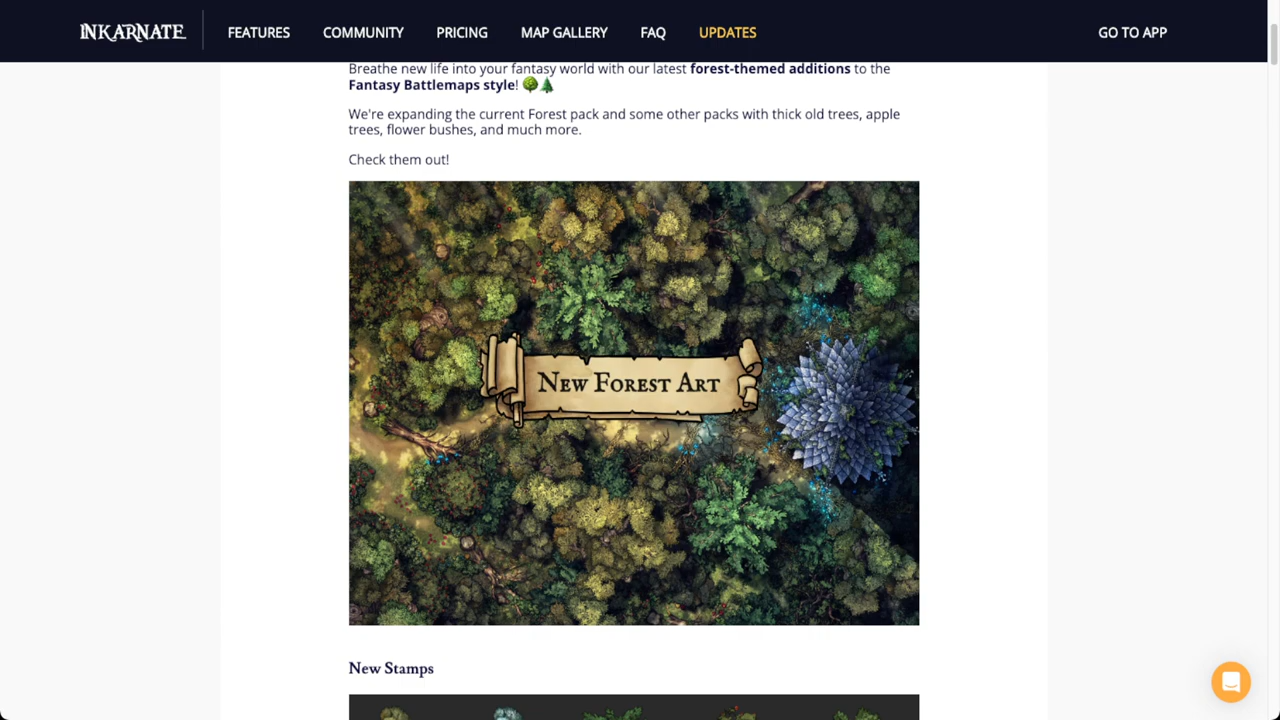 INKARNATE FEATURES COMMUNITY PRICING MAP GALLERY FAQ UPDATES GO TO APP
Breathe new life into your fantasy world with our latest forest-themed additions to the
Fantasy Battlemaps style! 🌳🌲
We're expanding the current Forest pack and some other packs with thick old trees, apple
trees, flower bushes, and much more.
Check them out!
New Forest Art
New Stamps